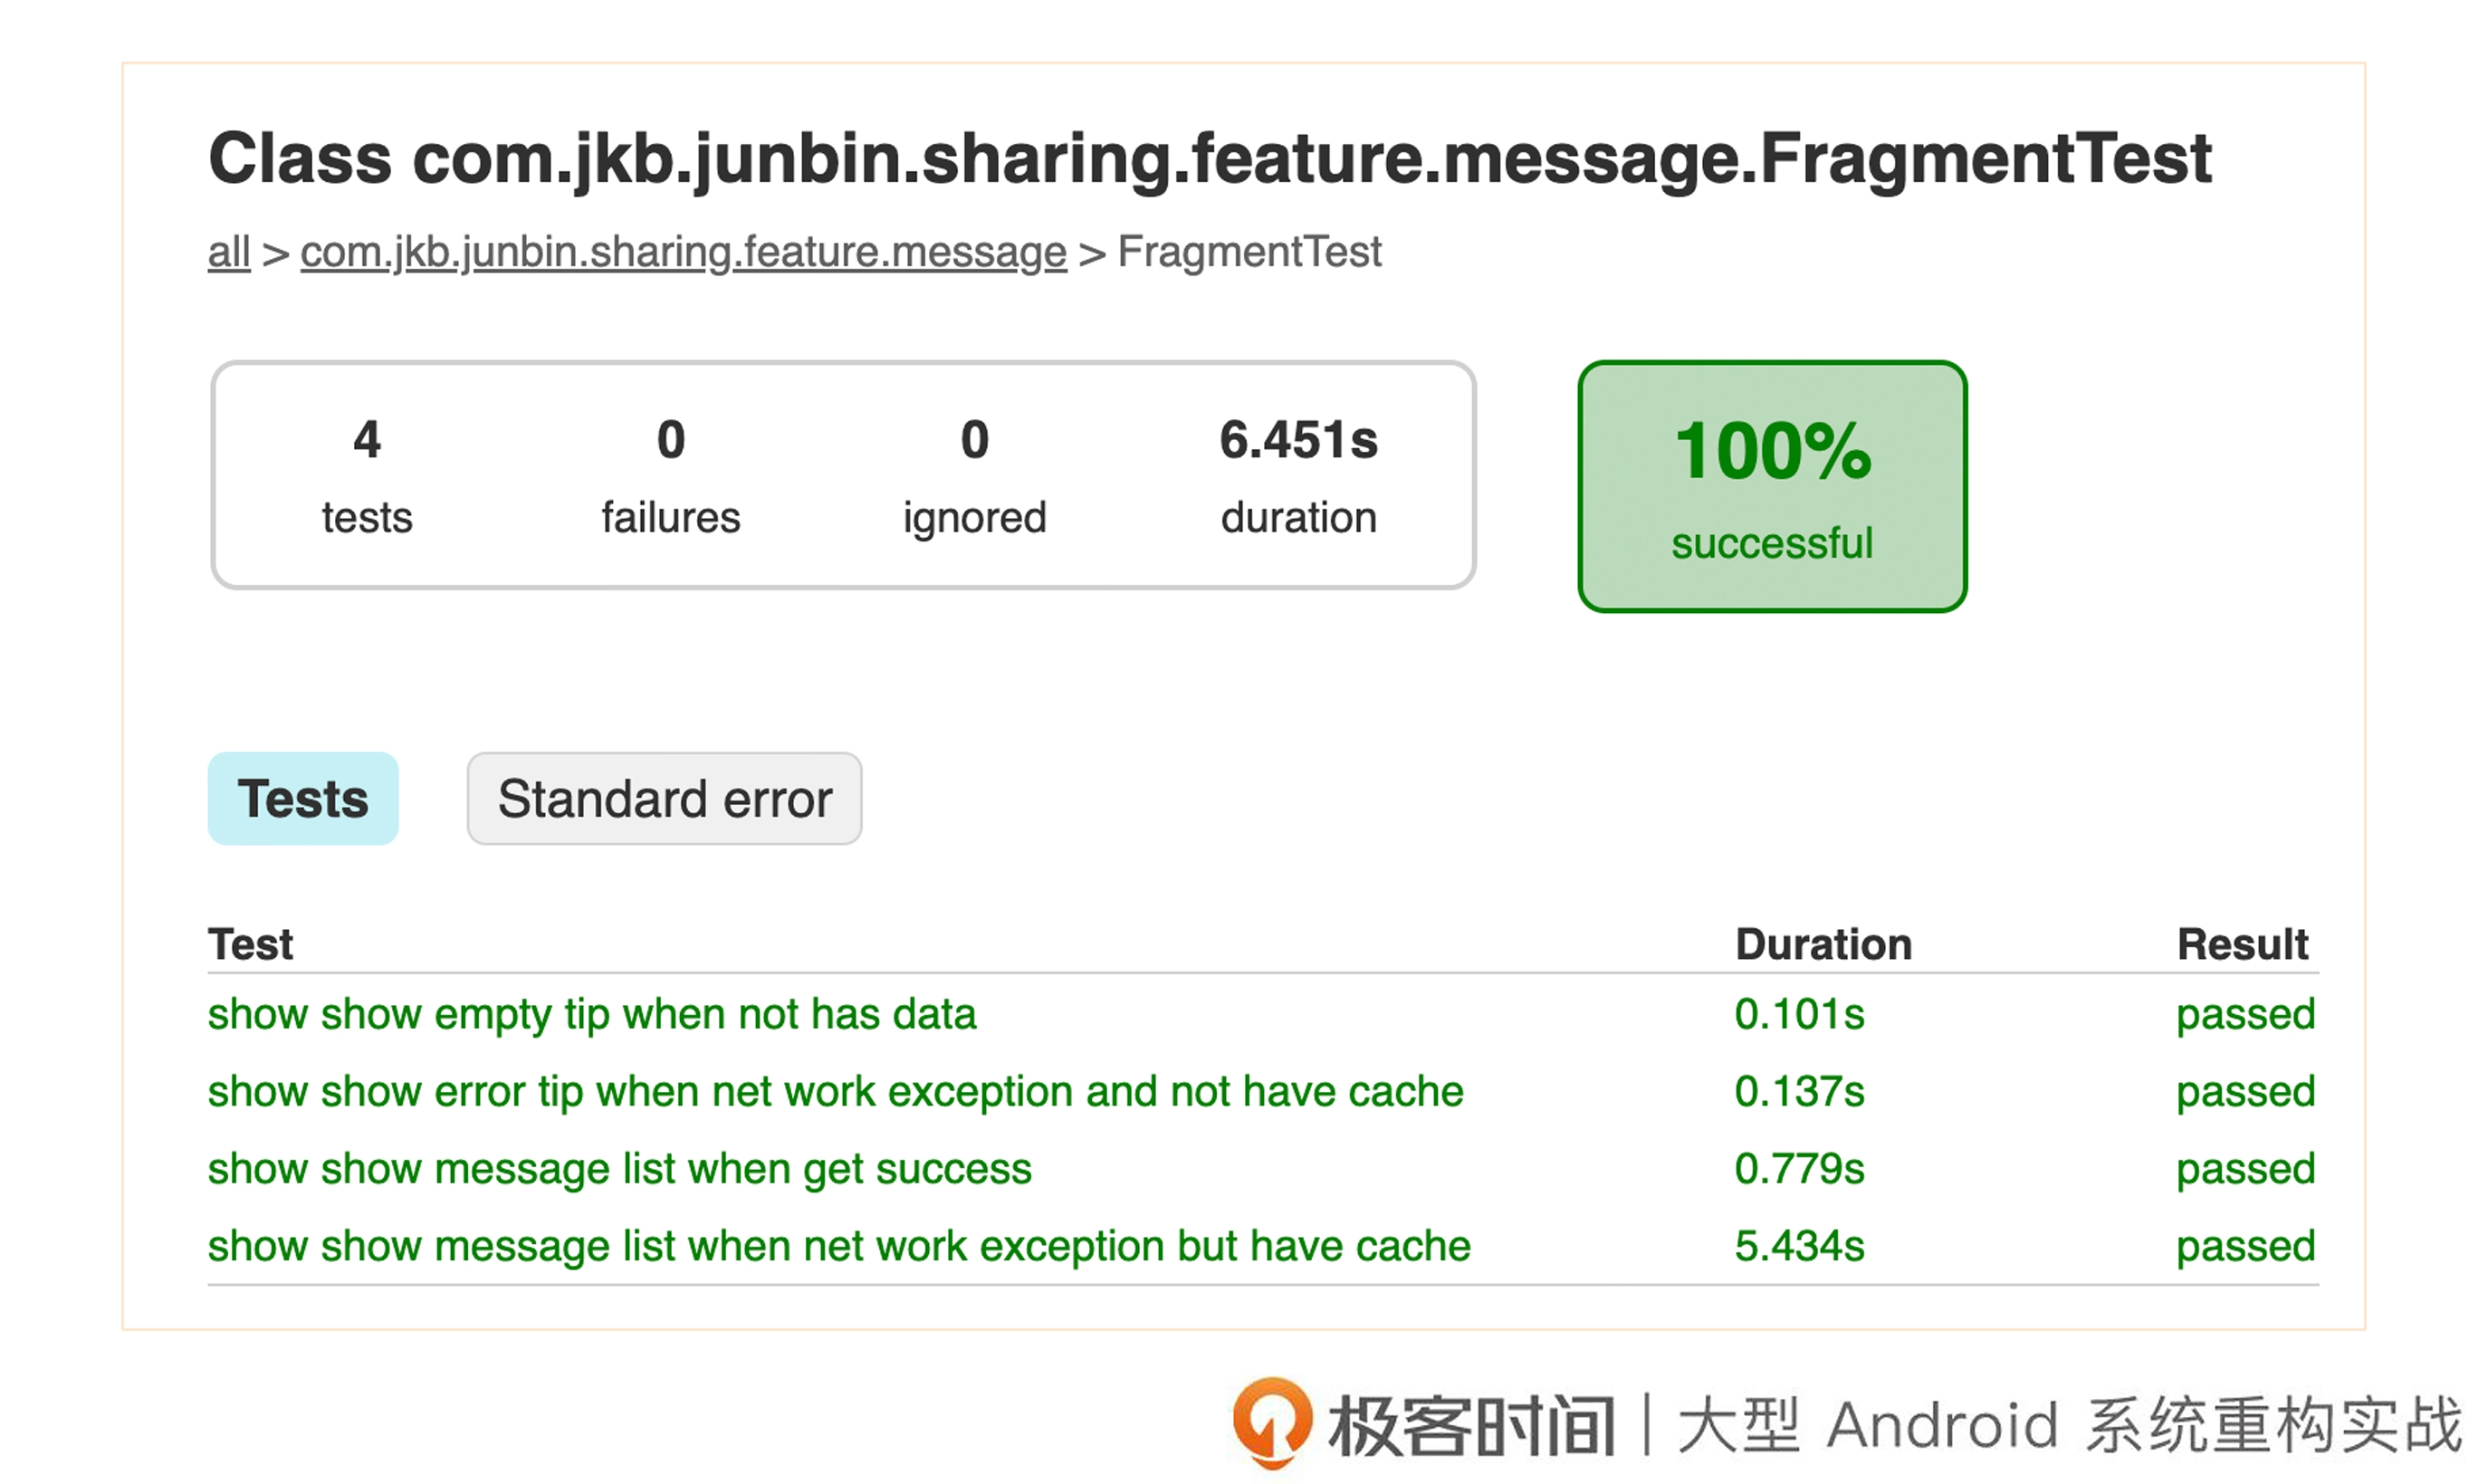 Class com.jkb.junbin.sharing.feature.message.FragmentTest
all > com.jkb.junbin.sharing.feature.message > FragmentTest
4 0 0 6.451s
tests failures ignored duration
100%
successful
Tests Standard error
Test Duration Result
show show empty tip when not has data 0.101s passed
show show error tip when net work exception and not have cache 0.137s passed
show show message list when get success 0.779s passed
show show message list when net work exception but have cache 5.434s passed
极客时间 | 大型 Android 系统重构实战